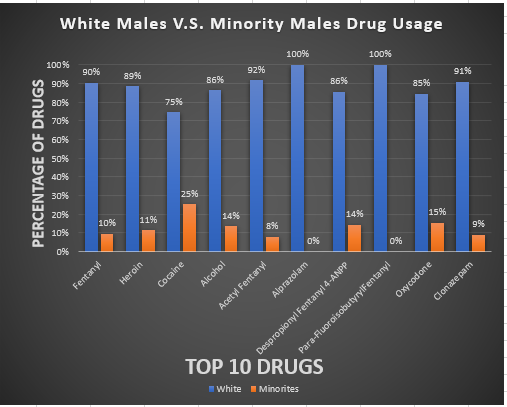 White Males V.S. Minority Males Drug Usage
PERCENTAGE OF DRUGS
100%
90%
80%
70%
60%
50%
40%
30%
20%
10%
0%
90%
10%
89%
11%
75%
25%
86%
14%
92%
8%
100%
0%
86%
14%
100%
0%
85%
15%
91%
9%
Fentanyl
Heroin
Cocaine
Alcohol
Acetyl Fentanyl
Alprazolam
Despropionyl Fentanyl 4-ANPP
Para-FluoroisobutyrylFentanyl
Oxycodone
Clonazepam
TOP 10 DRUGS
White
Minorites